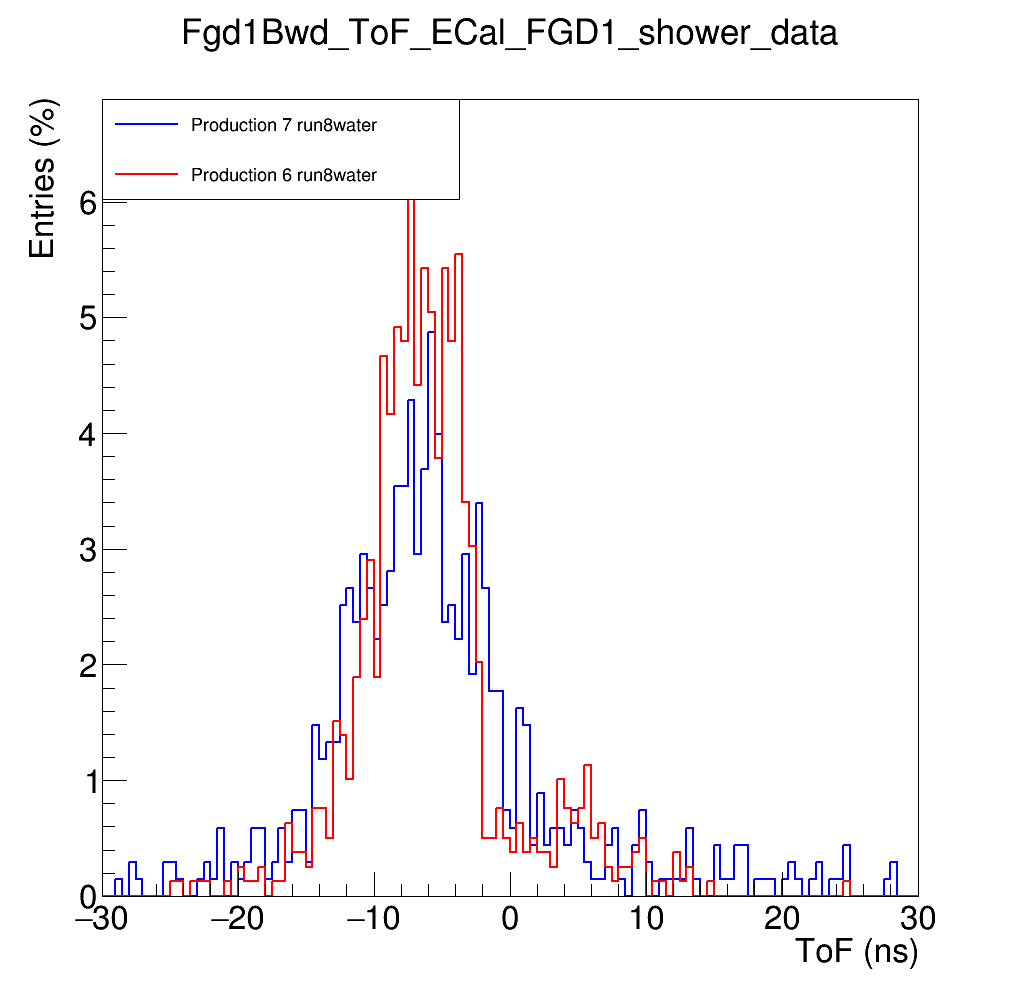 Fgd1Bwd_ToF_ECal_FGD1_shower_data
Entries (%)
Production 7 run8water
Production 6 run8water
6
5
4
3
2
1
0
−30 −20 −10 0 10 20 30
ToF (ns)